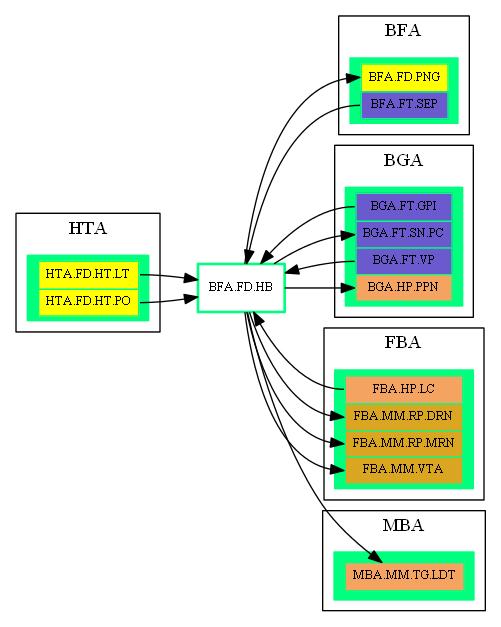 BFA
BFA.FD.PNG
BFA.FT.SEP
BGA
BGA.FT.GPI
BGA.FT.SN.PC
BGA.FT.VP
BGA.HP.PPN
HTA
HTA.FD.HT.LT
HTA.FD.HT.PO
BFA.FD.HB
FBA
FBA.HP.LC
FBA.MM.RP.DRN
FBA.MM.RP.MRN
FBA.MM.VTA
MBA
MBA.MM.TG.LDT